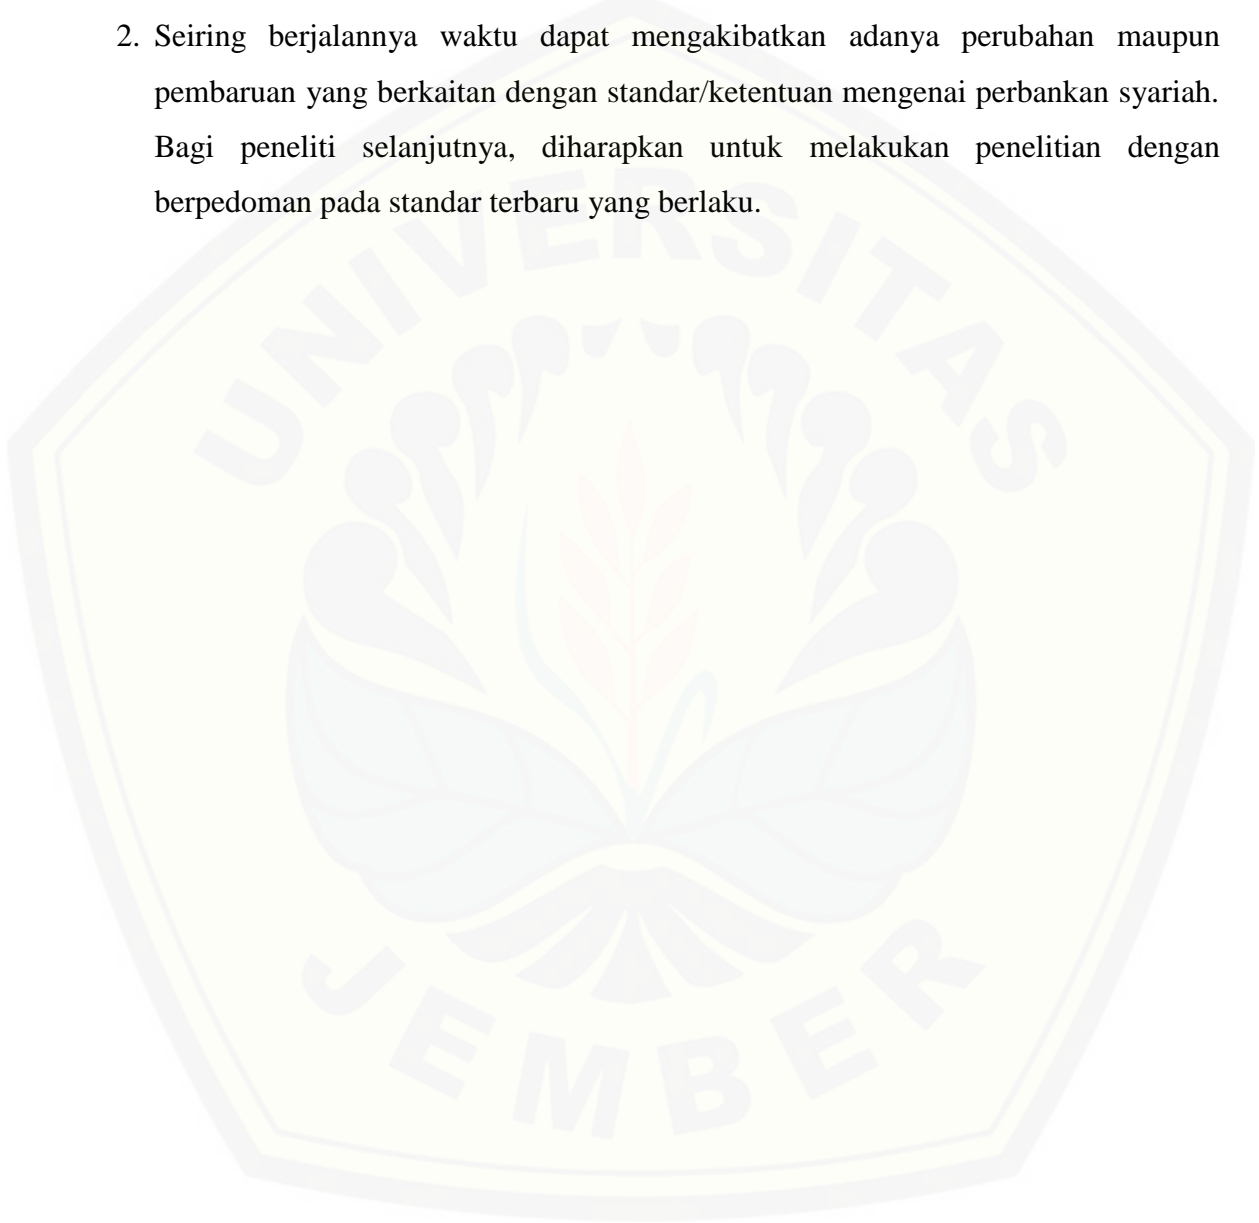 2. Seiring berjalannya waktu dapat mengakibatkan adanya perubahan maupun
pembaruan yang berkaitan dengan standar/ketentuan mengenai perbankan syariah.
Bagi peneliti selanjutnya, diharapkan untuk melakukan penelitian dengan
berpedoman pada standar terbaru yang berlaku.
UNIVERSITAS
JEMBER